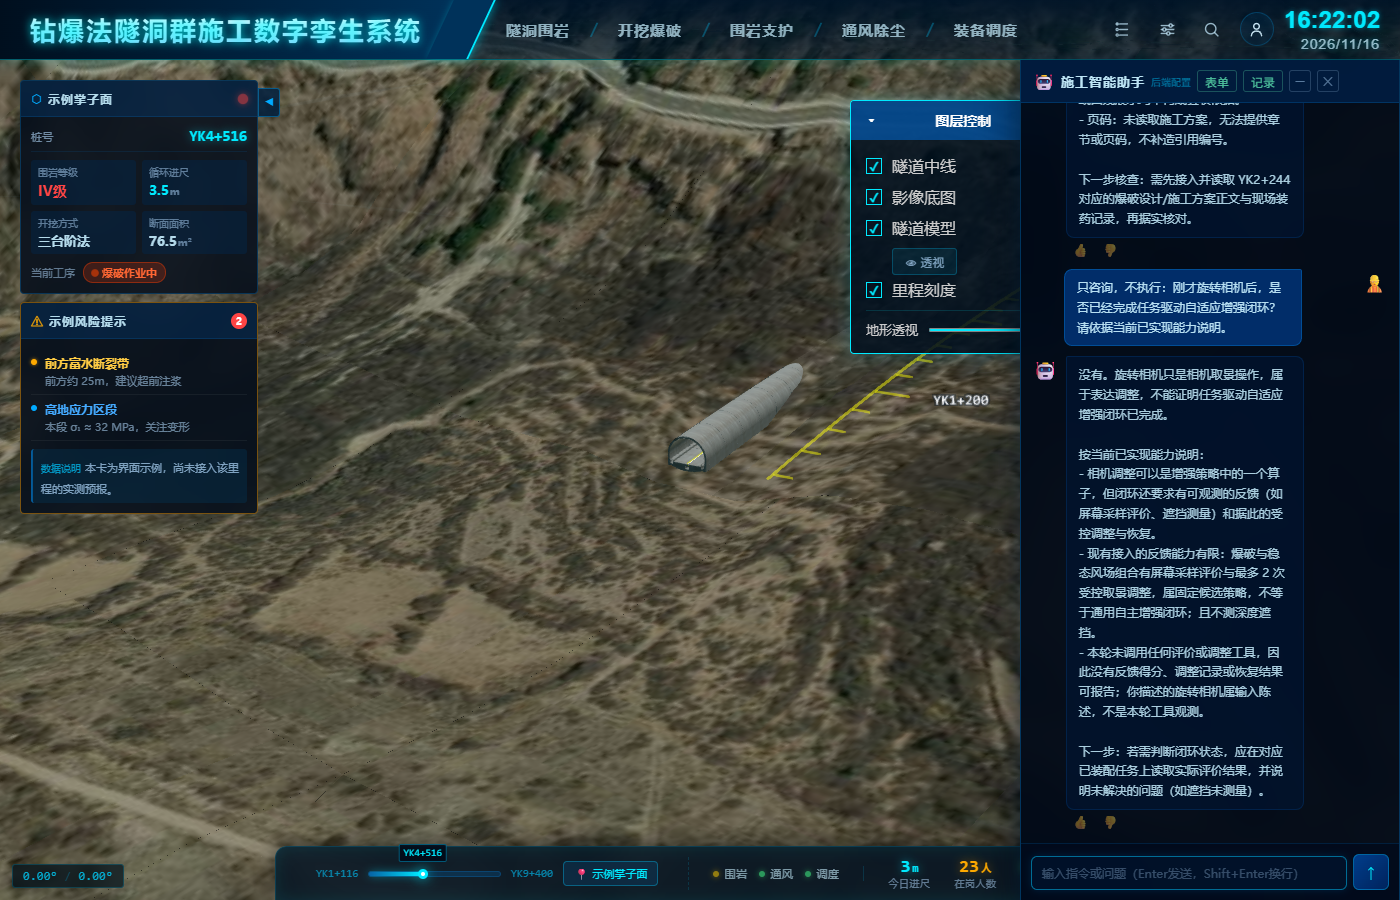 钻爆法隧洞群施工数字孪生系统
隧洞围岩 / 开挖爆破 / 围岩支护 / 通风除尘 / 装备调度
16:22:02
2026/11/16
示例掌子面
桩号 YK4+516
围岩等级 循环进尺
IV级 3.5m
开挖方式 断面面积
三台阶法 76.5m²
当前工序 爆破作业中
示例风险提示 2
前方富水断裂带
前方约 25m，建议超前注浆
高地应力区段
本段 σ₁ ≈ 32 MPa，关注变形
数据说明 本卡为界面示例，尚未接入该里
程的实测预报。
图层控制
隧道中线
影像底图
隧道模型
透视
里程刻度
地形透视
YK1+200
施工智能助手 后端配置 表单 记录
- 页码：未读取施工方案，无法提供章
节或页码，不补造引用编号。
下一步核查：需先接入并读取 YK2+244
对应的爆破设计/施工方案正文与现场装
药记录，再据实核对。
只咨询，不执行：刚才旋转相机后，是
否已经完成任务驱动自适应增强闭环？
请依据当前已实现能力说明。
没有。旋转相机只是相机取景操作，属
于表达调整，不能证明任务驱动自适应
增强闭环已完成。
按当前已实现能力说明：
- 相机调整可以是增强策略中的一个算
子，但闭环还要求有可观测的反馈（如
屏幕采样评价、遮挡测量）和据此的受
控调整与恢复。
- 现有接入的反馈能力有限：爆破与稳
态风场组合有屏幕采样评价与最多 2 次
受控取景调整，属固定候选策略，不等
于通用自主增强闭环；且不测深度遮
挡。
- 本轮未调用任何评价或调整工具，因
此没有反馈得分、调整记录或恢复结果
可报告；你描述的旋转相机属输入陈
述，不是本轮工具观测。
下一步：若需判断闭环状态，应在对应
已装配任务上读取实际评价结果，并说
明未解决的问题（如遮挡未测量）。
输入指令或问题（Enter发送，Shift+Enter换行）
0.00° / 0.00°
YK4+516
YK1+116 YK9+400 示例掌子面
围岩 通风 调度
3m 23人
今日进尺 在岗人数